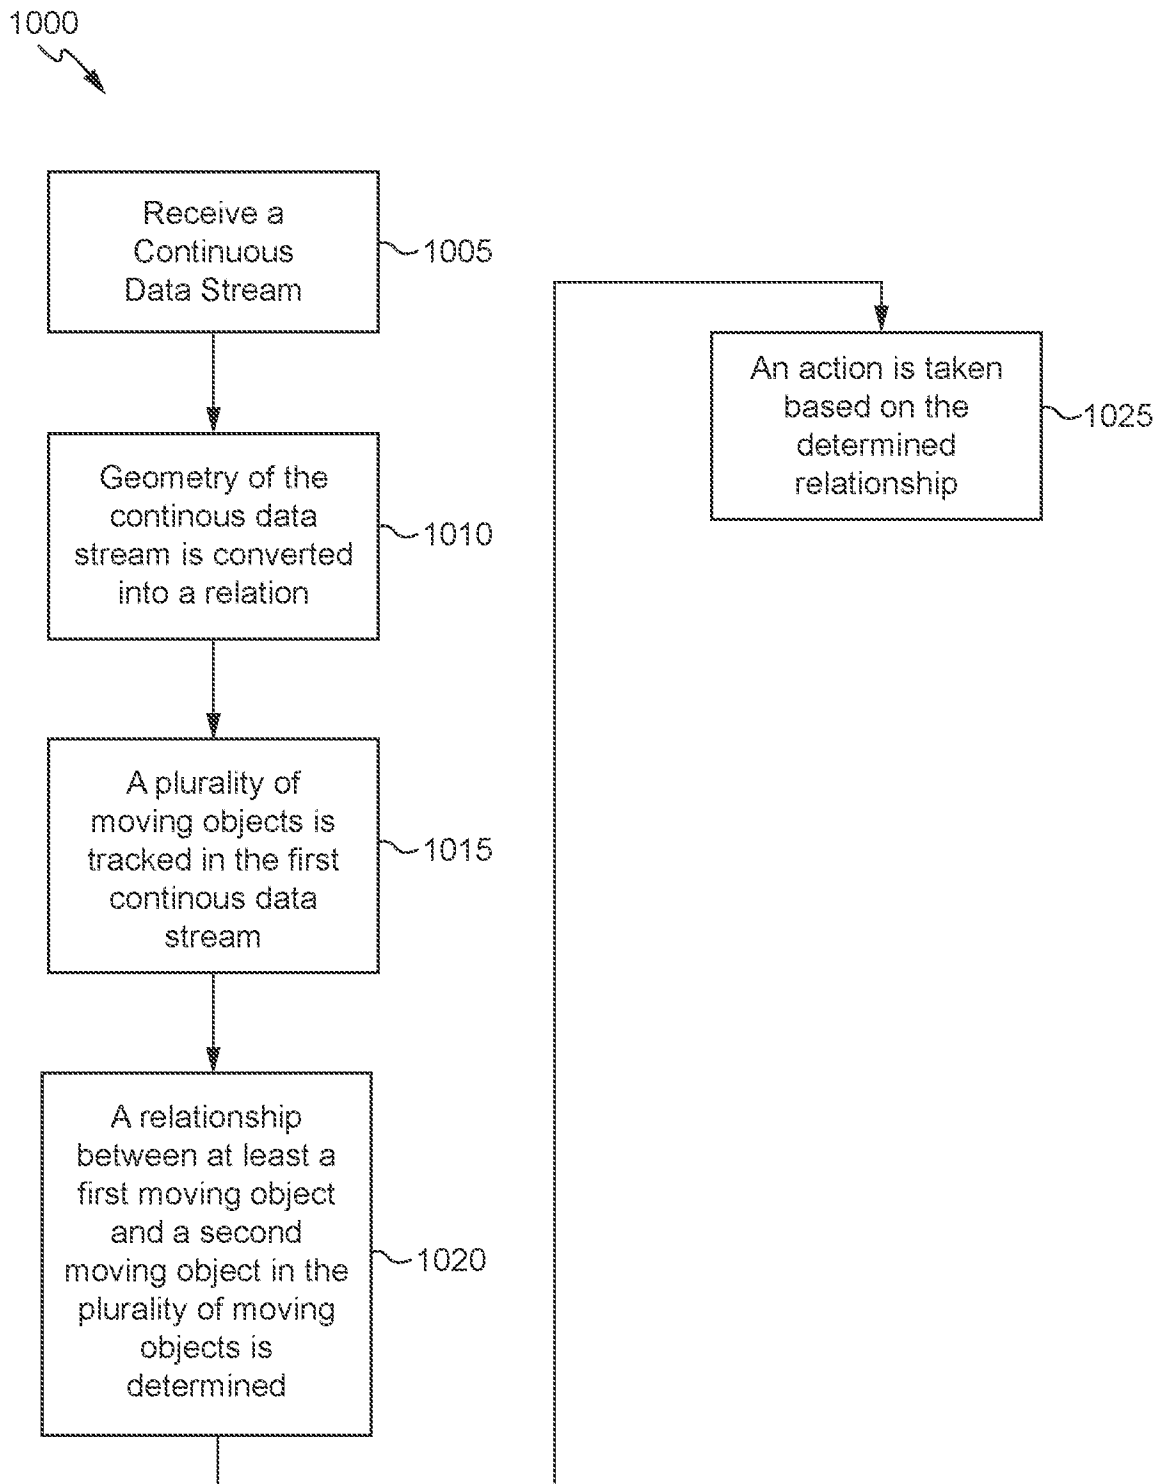 1000
Receive a
Continuous
Data Stream
1005
Geometry of the
continous data
stream is converted
into a relation
1010
A plurality of
moving objects is
tracked in the first
continous data
stream
1015
A relationship
between at least a
first moving object
and a second
moving object in the
plurality of moving
objects is
determined
1020
An action is taken
based on the
determined
relationship
1025